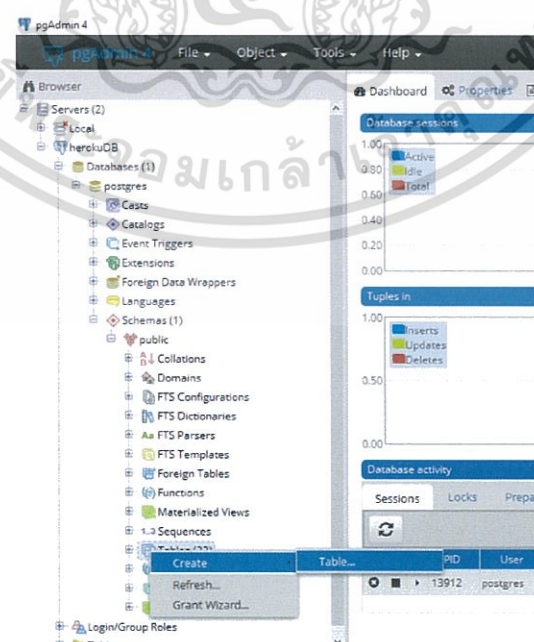 pgAdmin 4
pgAdmin 4 File Object Tools Help
Browser
Servers (2)
Local
herokuDB
Databases (1)
postgres
Casts
Catalogs
Event Triggers
Extensions
Foreign Data Wrappers
Languages
Schemas (1)
public
Collations
Domains
FTS Configurations
FTS Dictionaries
FTS Parsers
FTS Templates
Foreign Tables
Functions
Materialized Views
1..3 Sequences
Tables
Create
Refresh...
Grant Wizard...
Table...
Login/Group Roles
Dashboard Properties
Database sessions
1.00
0.80
0.60
0.40
0.20
0.00
Active
Idle
Total
Tuples in
1.00
0.50
0.00
Inserts
Updates
Deletes
Database activity
Sessions Locks Prepa
PID User
13912 postgres